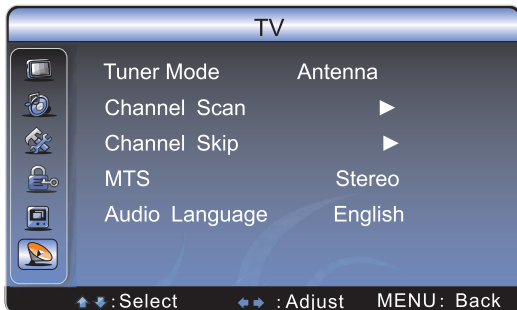 TV
Tuner Mode Antenna
Channel Scan ►
Channel Skip ►
MTS Stereo
Audio Language English
:Select :Adjust MENU: Back